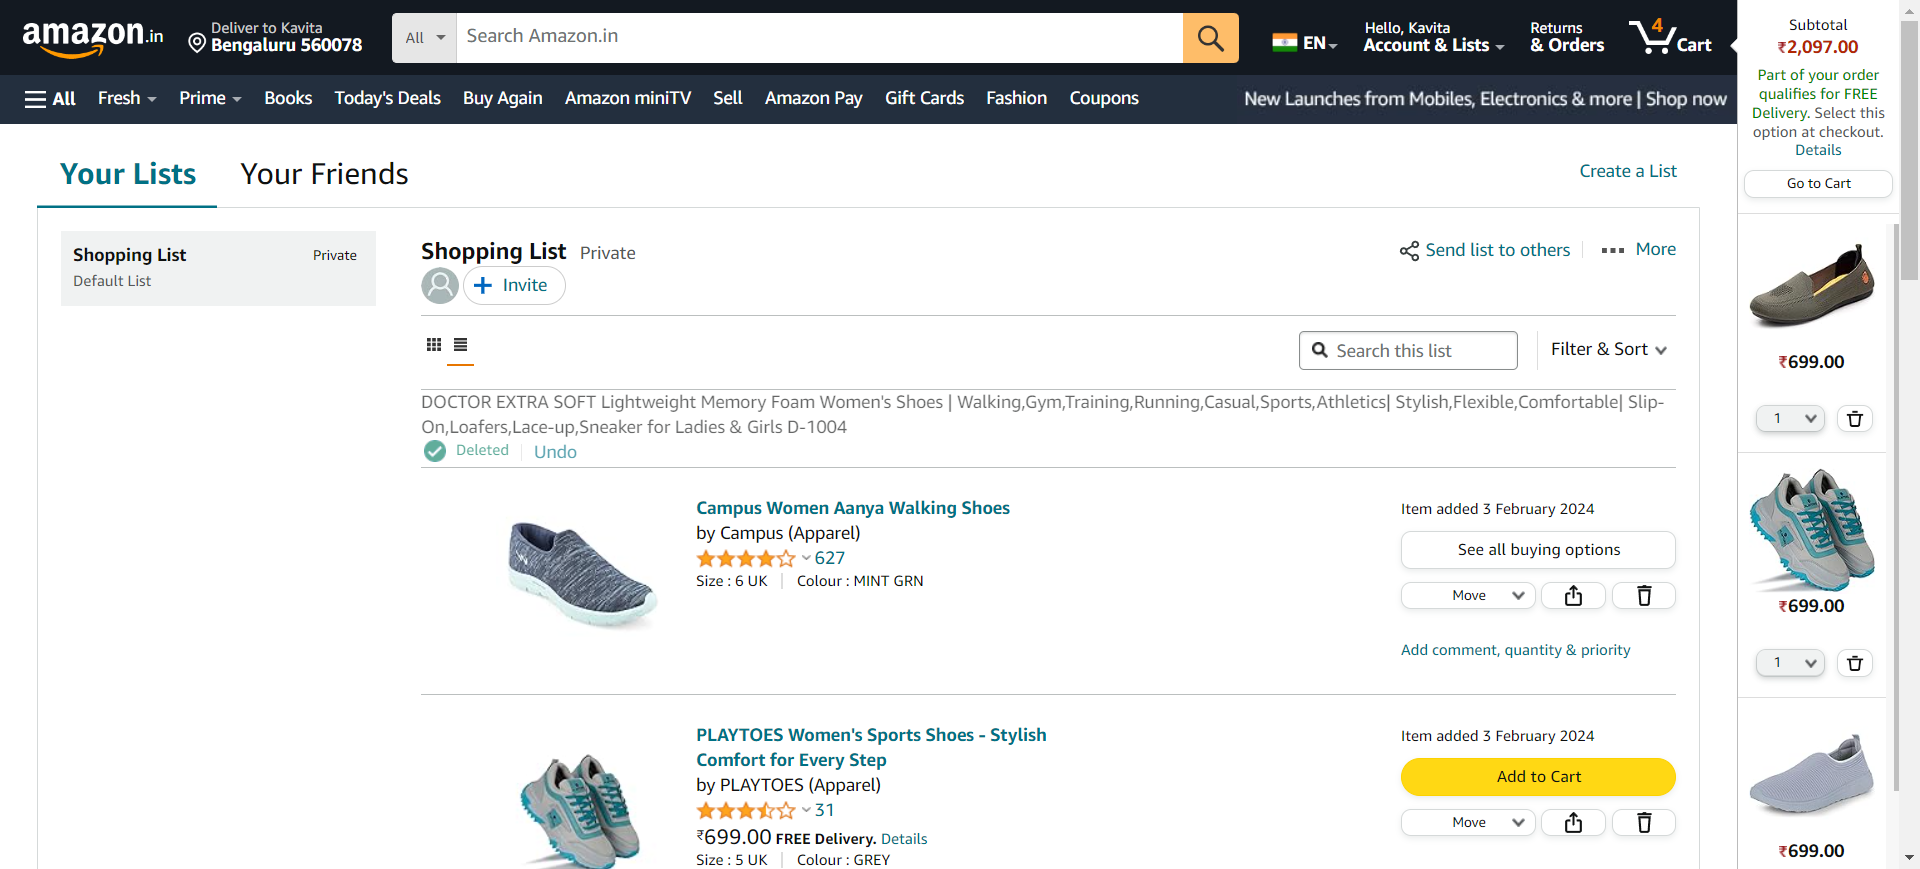 amazon.in
Deliver to Kavita
Bengaluru 560078
All
Search Amazon.in
EN
Hello, Kavita
Account & Lists
Returns
& Orders
4
Cart
All
Fresh
Prime
Books
Today's Deals
Buy Again
Amazon miniTV
Sell
Amazon Pay
Gift Cards
Fashion
Coupons
New Launches from Mobiles, Electronics & more | Shop now
Your Lists
Your Friends
Create a List
Shopping List
Private
Default List
Shopping List
Private
Send list to others
More
Invite
Search this list
Filter & Sort
DOCTOR EXTRA SOFT Lightweight Memory Foam Women's Shoes | Walking,Gym,Training,Running,Casual,Sports,Athletics| Stylish,Flexible,Comfortable| Slip-
On,Loafers,Lace-up,Sneaker for Ladies & Girls D-1004
Deleted
Undo
Campus Women Aanya Walking Shoes
by Campus (Apparel)
627
Size : 6 UK
Colour : MINT GRN
Item added 3 February 2024
See all buying options
Move
Add comment, quantity & priority
PLAYTOES Women's Sports Shoes - Stylish
Comfort for Every Step
by PLAYTOES (Apparel)
31
₹699.00 FREE Delivery. Details
Size : 5 UK
Colour : GREY
Item added 3 February 2024
Add to Cart
Move
Subtotal
₹2,097.00
Part of your order
qualifies for FREE
Delivery. Select this
option at checkout.
Details
Go to Cart
₹699.00
1
₹699.00
1
₹699.00